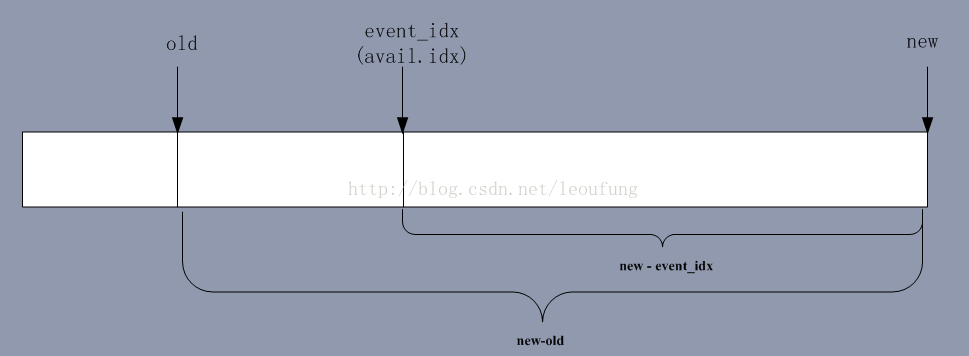 old
event_idx
(avail.idx)
new
http://blog.csdn.net/leoufung
new - event_idx
new-old